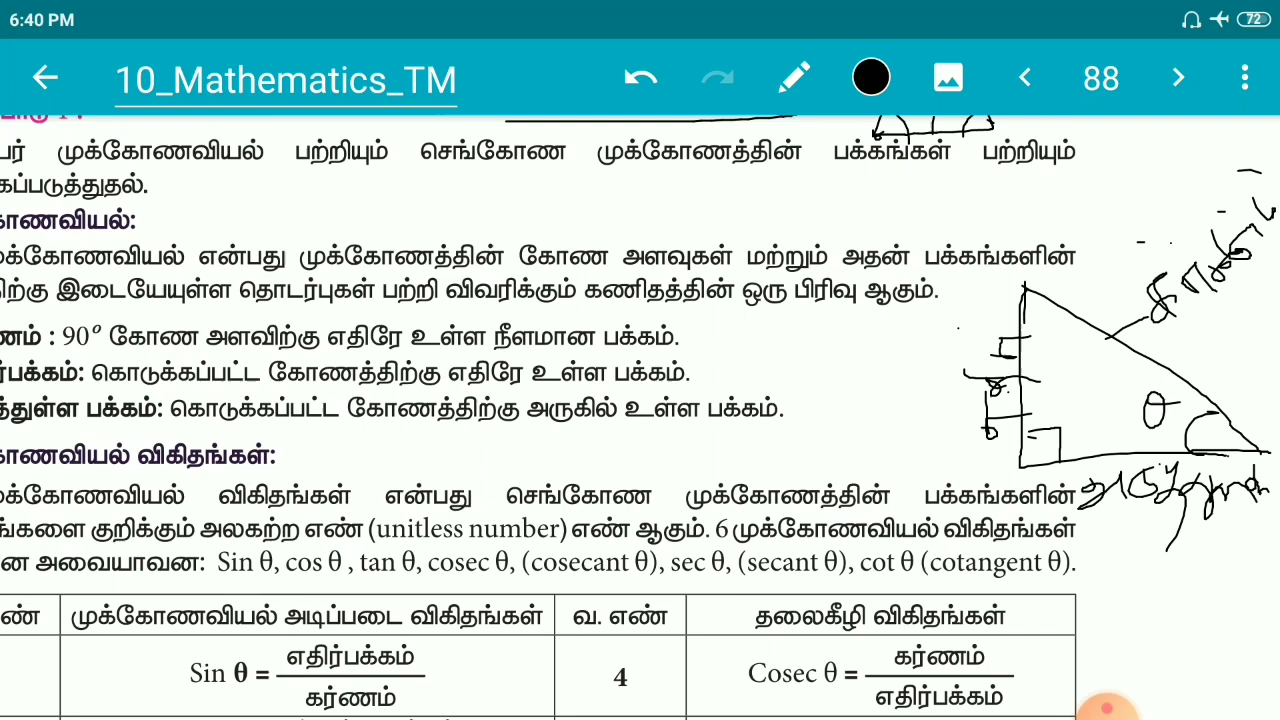 6:40 PM 72
10_Mathematics_TM 88
பர் முக்கோணவியல் பற்றியும் செங்கோண முக்கோணத்தின் பக்கங்கள் பற்றியும்
கப்படுத்துதல்.
காணவியல்:
முக்கோணவியல் என்பது முக்கோணத்தின் கோண அளவுகள் மற்றும் அதன் பக்கங்களின்
ிற்கு இடையேயுள்ள தொடர்புகள் பற்றி விவரிக்கும் கணிதத்தின் ஒரு பிரிவு ஆகும்.
ணம் : 90° கோண அளவிற்கு எதிரே உள்ள நீளமான பக்கம்.
ர்பக்கம்: கொடுக்கப்பட்ட கோணத்திற்கு எதிரே உள்ள பக்கம்.
த்துள்ள பக்கம்: கொடுக்கப்பட்ட கோணத்திற்கு அருகில் உள்ள பக்கம்.
θ
காணவியல் விகிதங்கள்:
முக்கோணவியல் விகிதங்கள் என்பது செங்கோண முக்கோணத்தின் பக்கங்களின்
ங்களை குறிக்கும் அலகற்ற எண் (unitless number) எண் ஆகும். 6 முக்கோணவியல் விகிதங்கள்
ன அவையாவன: Sin θ, cos θ , tan θ, cosec θ, (cosecant θ), sec θ, (secant θ), cot θ (cotangent θ).
ண் முக்கோணவியல் அடிப்படை விகிதங்கள் வ. எண் தலைகீழி விகிதங்கள்
Sin θ = எதிர்பக்கம் / கர்ணம் 4 Cosec θ = கர்ணம் / எதிர்பக்கம்